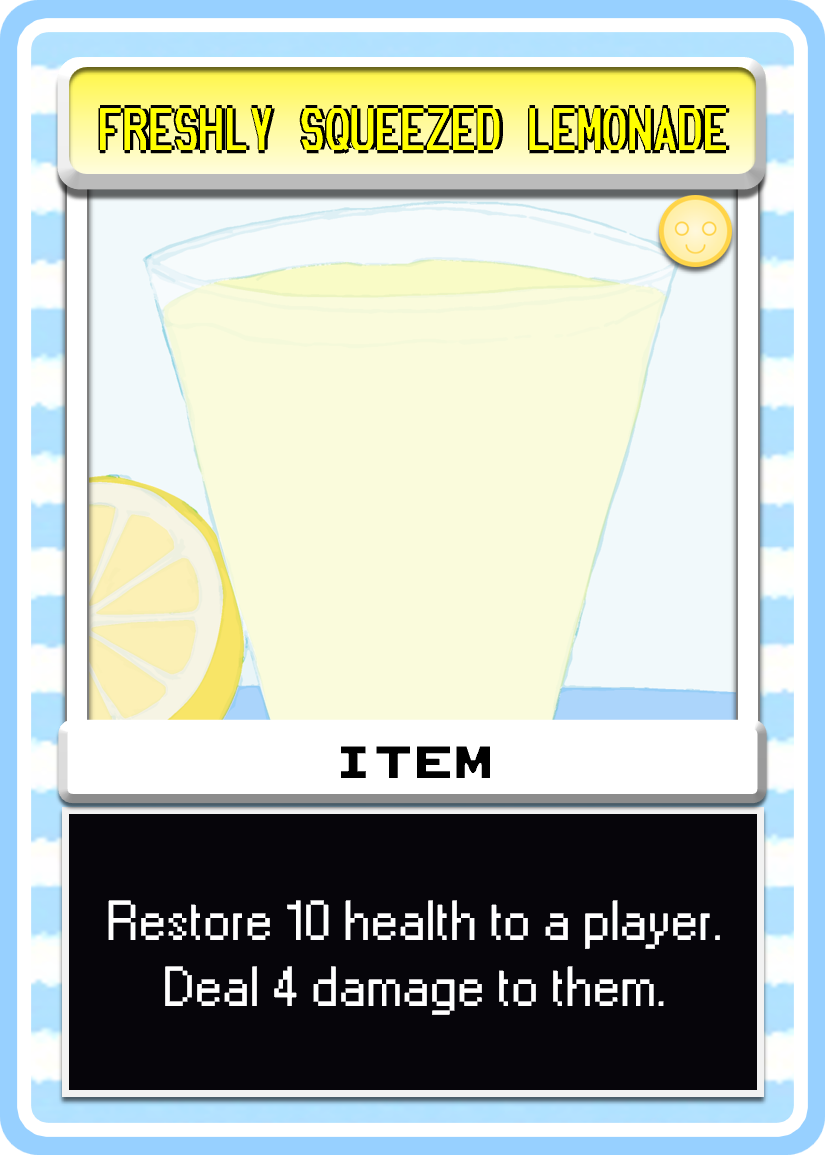 FRESHLY SQUEEZED LEMONADE
ITEM
Restore 10 health to a player.
Deal 4 damage to them.